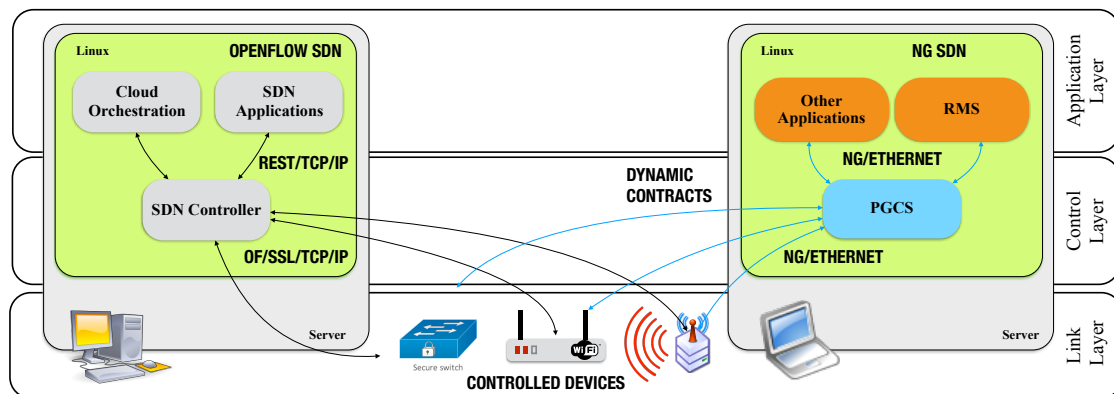 Linux
OPENFLOW SDN
Cloud
Orchestration
SDN
Applications
REST/TCP/IP
SDN Controller
OF/SSL/TCP/IP
Server
DYNAMIC
CONTRACTS
Secure switch
WiFi
CONTROLLED DEVICES
Linux
NG SDN
Other
Applications
RMS
NG/ETHERNET
PGCS
NG/ETHERNET
Server
Application
Layer
Control
Layer
Link
Layer